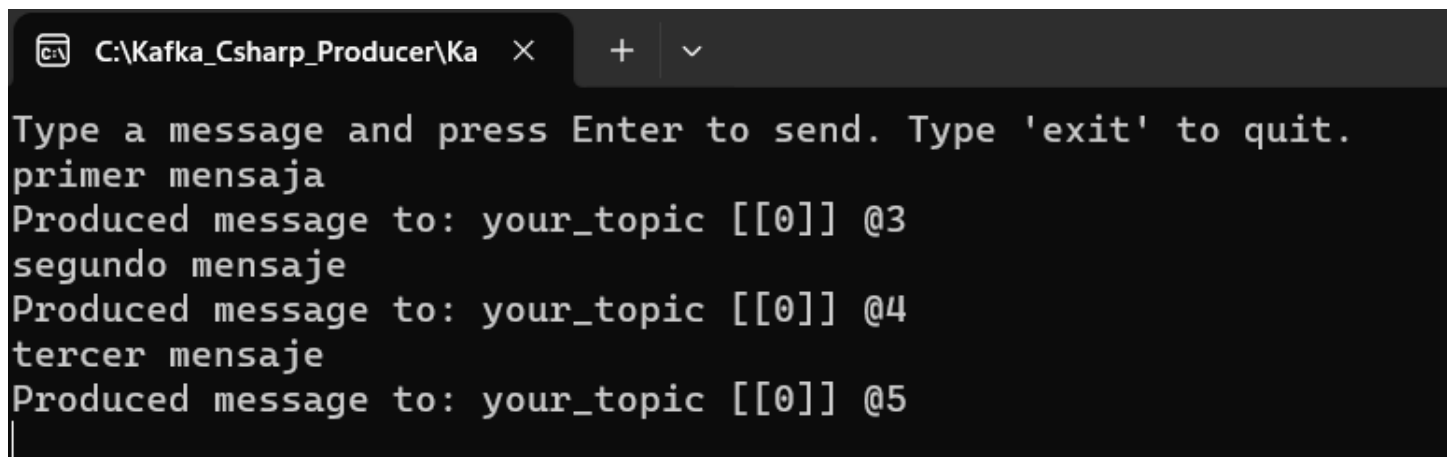 C:\Kafka_Csharp_Producer\Ka
Type a message and press Enter to send. Type 'exit' to quit.
primer mensaja
Produced message to: your_topic [[0]] @3
segundo mensaje
Produced message to: your_topic [[0]] @4
tercer mensaje
Produced message to: your_topic [[0]] @5